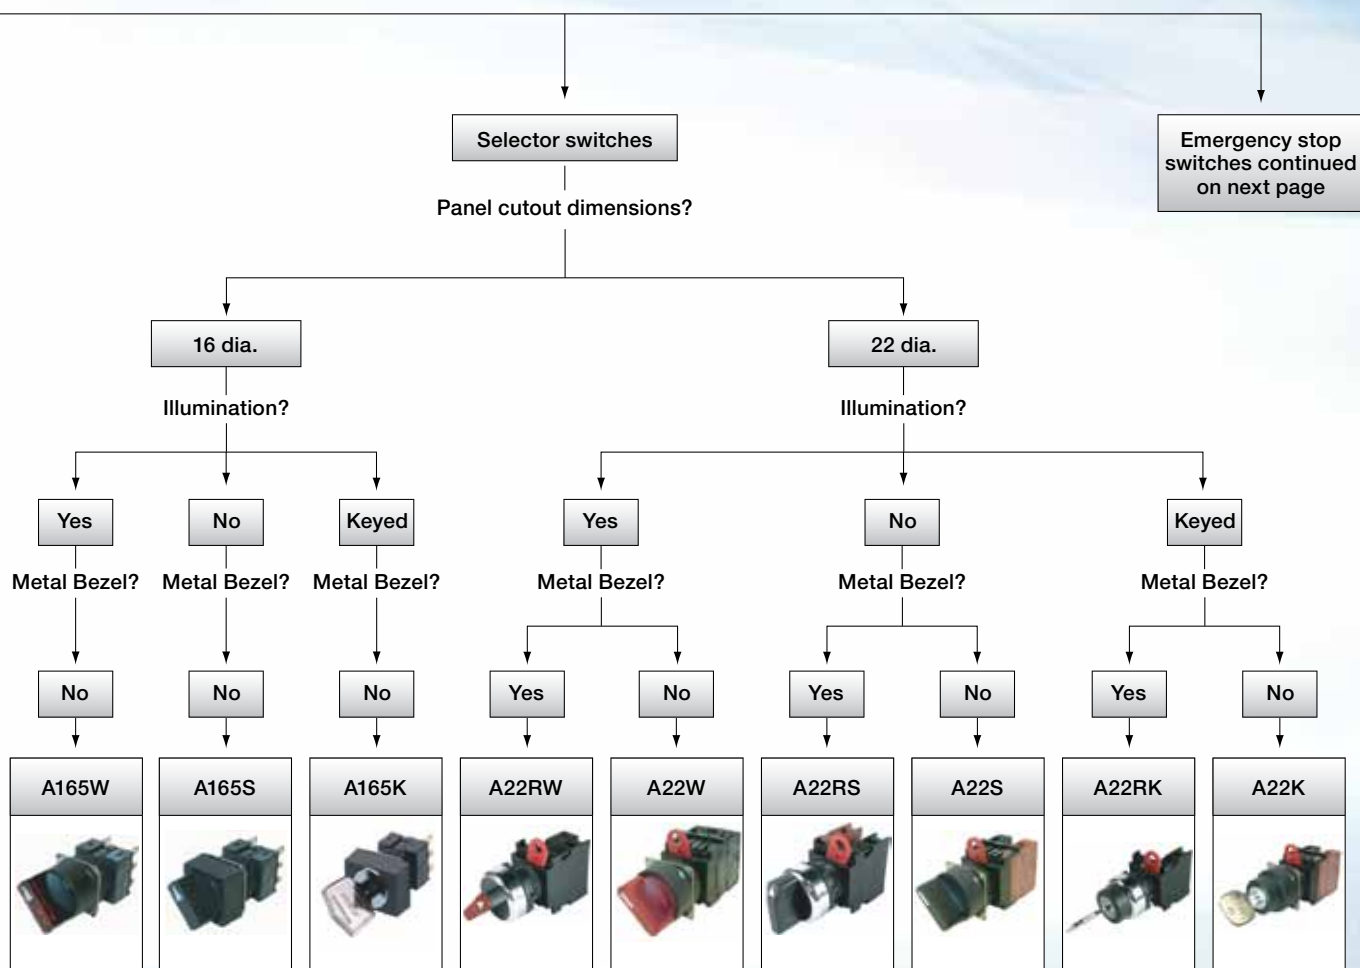 Selector switches
Emergency stop
switches continued
on next page
Panel cutout dimensions?
16 dia.
22 dia.
Illumination?
Illumination?
Yes
No
Keyed
Yes
No
Keyed
Metal Bezel?
Metal Bezel?
Metal Bezel?
Metal Bezel?
Metal Bezel?
Metal Bezel?
No
No
No
Yes
No
Yes
No
Yes
No
A165W
A165S
A165K
A22RW
A22W
A22RS
A22S
A22RK
A22K